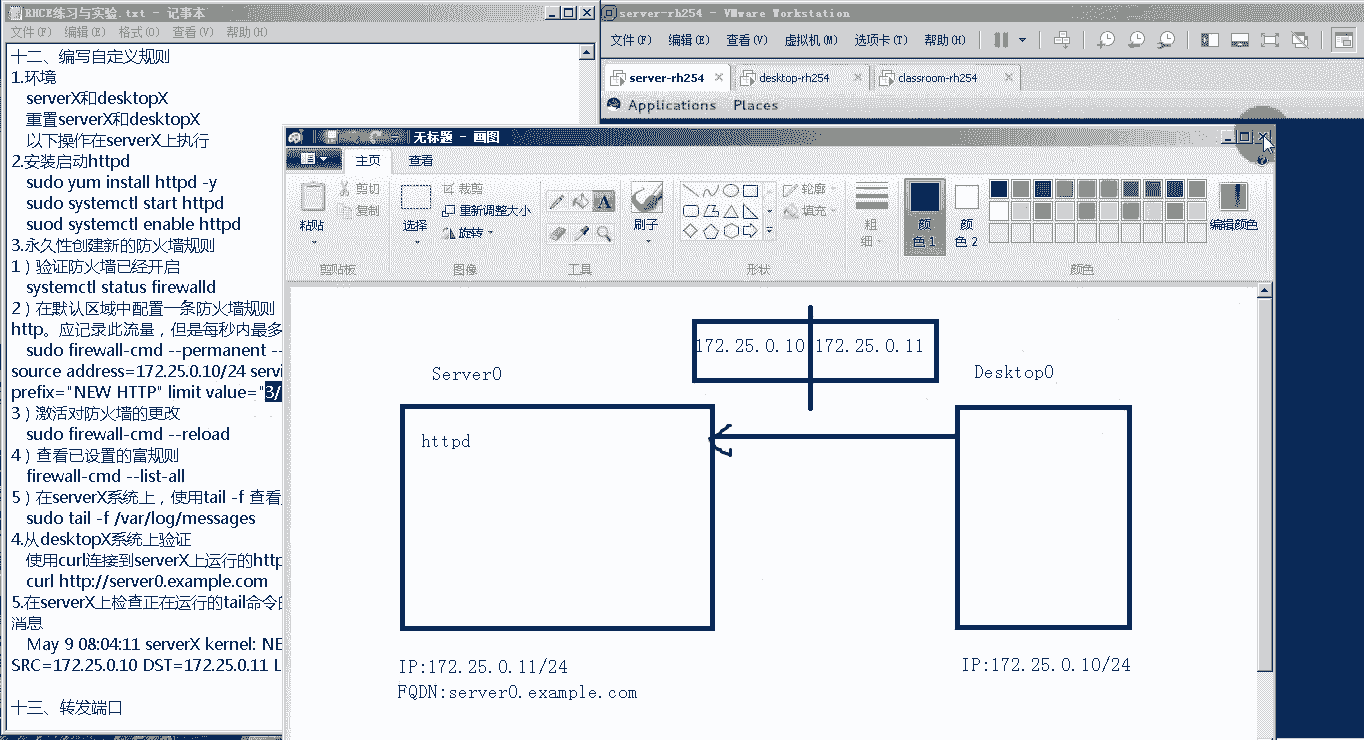 RHCE练习与实验.txt - 记事本
文件(F) 编辑(E) 格式(O) 查看(V) 帮助(H)
十二、编写自定义规则
1.环境
serverX和desktopX
重置serverX和desktopX
以下操作在serverX上执行
2.安装启动httpd
sudo yum install httpd -y
sudo systemctl start httpd
suod systemctl enable httpd
3.永久性创建新的防火墙规则
1）验证防火墙已经开启
systemctl status firewalld
2）在默认区域中配置一条防火墙规则
http。应记录此流量，但是每秒内最多
sudo firewall-cmd --permanent --
source address=172.25.0.10/24 servi
prefix="NEW HTTP" limit value="3/
3）激活对防火墙的更改
sudo firewall-cmd --reload
4）查看已设置的富规则
firewall-cmd --list-all
5）在serverX系统上，使用tail -f 查看
sudo tail -f /var/log/messages
4.从desktopX系统上验证
使用curl连接到serverX上运行的http
curl http://server0.example.com
5.在serverX上检查正在运行的tail命令的
消息
May 9 08:04:11 serverX kernel: NE
SRC=172.25.0.10 DST=172.25.0.11 L
十三、转发端口
server-rh254 - VMware Workstation
文件(F) 编辑(E) 查看(V) 虚拟机(M) 选项卡(T) 帮助(H)
server-rh254 desktop-rh254 classroom-rh254
Applications Places
无标题 - 画图
主页 查看
粘贴 剪切 复制 剪贴板
选择 裁剪 重新调整大小 旋转 图像
工具
刷子
轮廓 填充 形状
粗细
颜色 1 颜色 2 编辑颜色 颜色
172.25.0.10 172.25.0.11
Server0 Desktop0
httpd
IP:172.25.0.11/24 IP:172.25.0.10/24
FQDN:server0.example.com